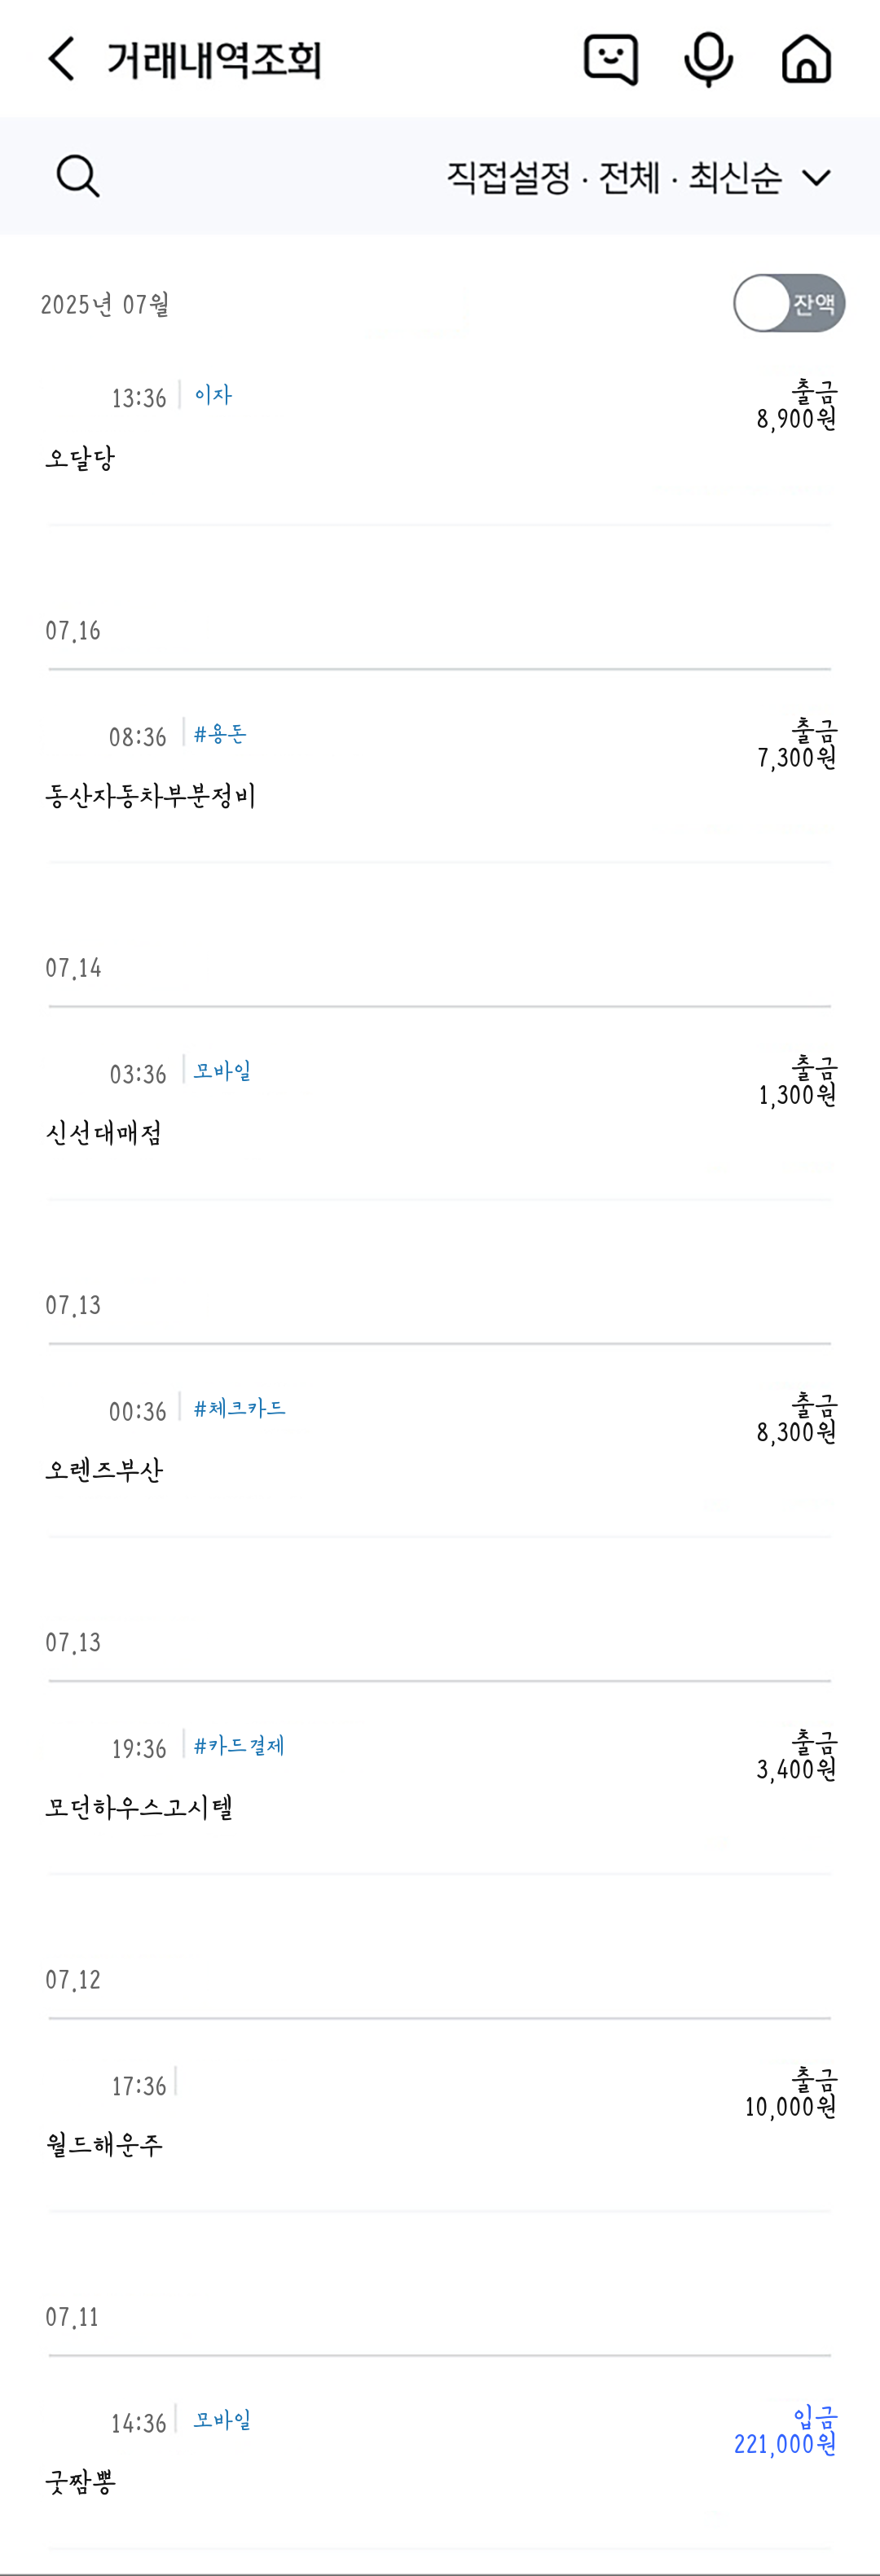 거래내역조회
직접설정 · 전체 · 최신순
2025년 07월 잔액
13:36 이자 출금
8,900원
오달당
07.16
08:36 #용돈 출금
7,300원
동산자동차부분정비
07.14
03:36 모바일 출금
1,300원
신선대매점
07.13
00:36 #체크카드 출금
8,300원
오렌즈부산
07.13
19:36 #카드결제 출금
3,400원
모던하우스고시텔
07.12
17:36 출금
10,000원
월드해운주
07.11
14:36 모바일 입금
221,000원
굿짬뽕